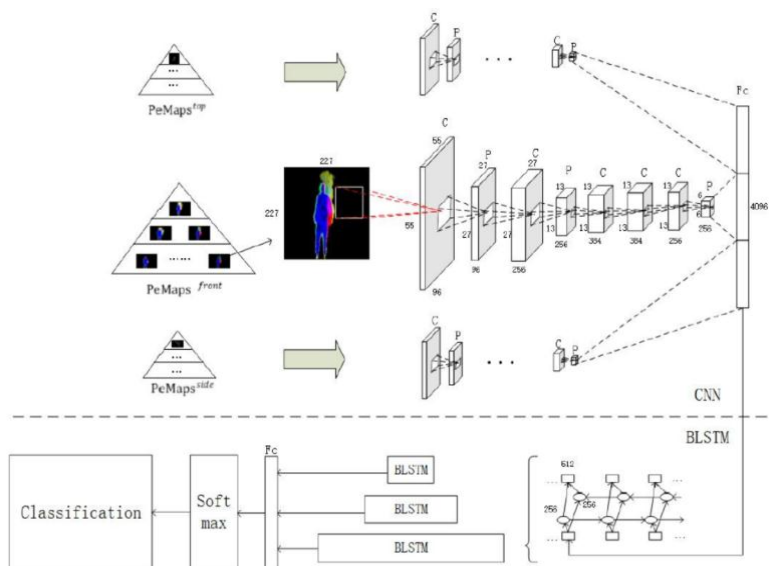 C
P
...
C
P
...
...
PeMaps^top
Fc
C
55
227
27
P
27
C
P
C
C
C
P
13
13
13
13
6
227
55
27
27
13
13
13
13
6
4096
256
384
384
256
256
......
PeMaps^front
96
256
96
C
P
...
C
P
...
...
PeMaps^side
CNN
BLSTM
Fc
BLSTM
512
...
...
Classification
Soft
max
BLSTM
256
256
BLSTM
...
...